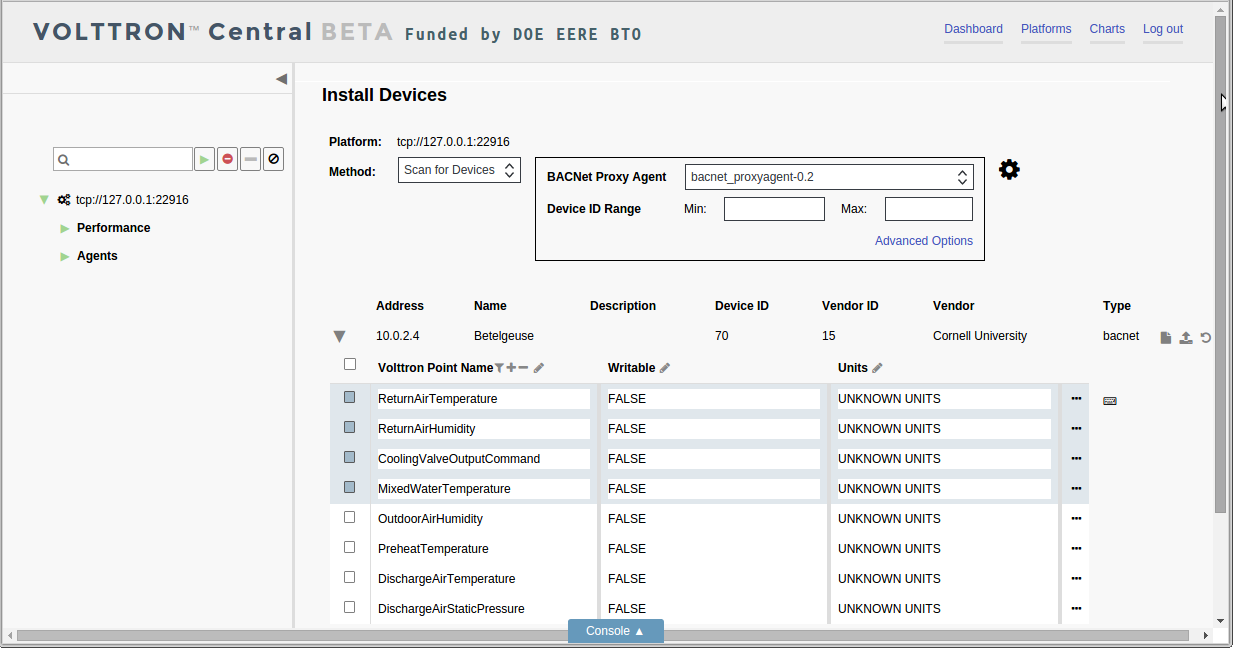 VOLTTRON™ Central BETA Funded by DOE EERE BTO
Dashboard Platforms Charts Log out
Install Devices
Platform: tcp://127.0.0.1:22916
Method: Scan for Devices
BACNet Proxy Agent bacnet_proxyagent-0.2
Device ID Range Min: Max:
Advanced Options
tcp://127.0.0.1:22916
Performance
Agents
Address Name Description Device ID Vendor ID Vendor Type
10.0.2.4 Betelgeuse 70 15 Cornell University bacnet
Volttron Point Name Writable Units
ReturnAirTemperature FALSE UNKNOWN UNITS
ReturnAirHumidity FALSE UNKNOWN UNITS
CoolingValveOutputCommand FALSE UNKNOWN UNITS
MixedWaterTemperature FALSE UNKNOWN UNITS
OutdoorAirHumidity FALSE UNKNOWN UNITS
PreheatTemperature FALSE UNKNOWN UNITS
DischargeAirTemperature FALSE UNKNOWN UNITS
DischargeAirStaticPressure FALSE UNKNOWN UNITS
Console ▲